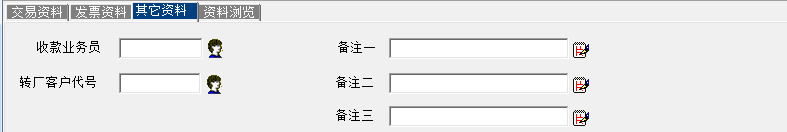 交易资料 发票资料 其它资料 资料浏览
收款业务员 备注一
转厂客户代号 备注二
备注三